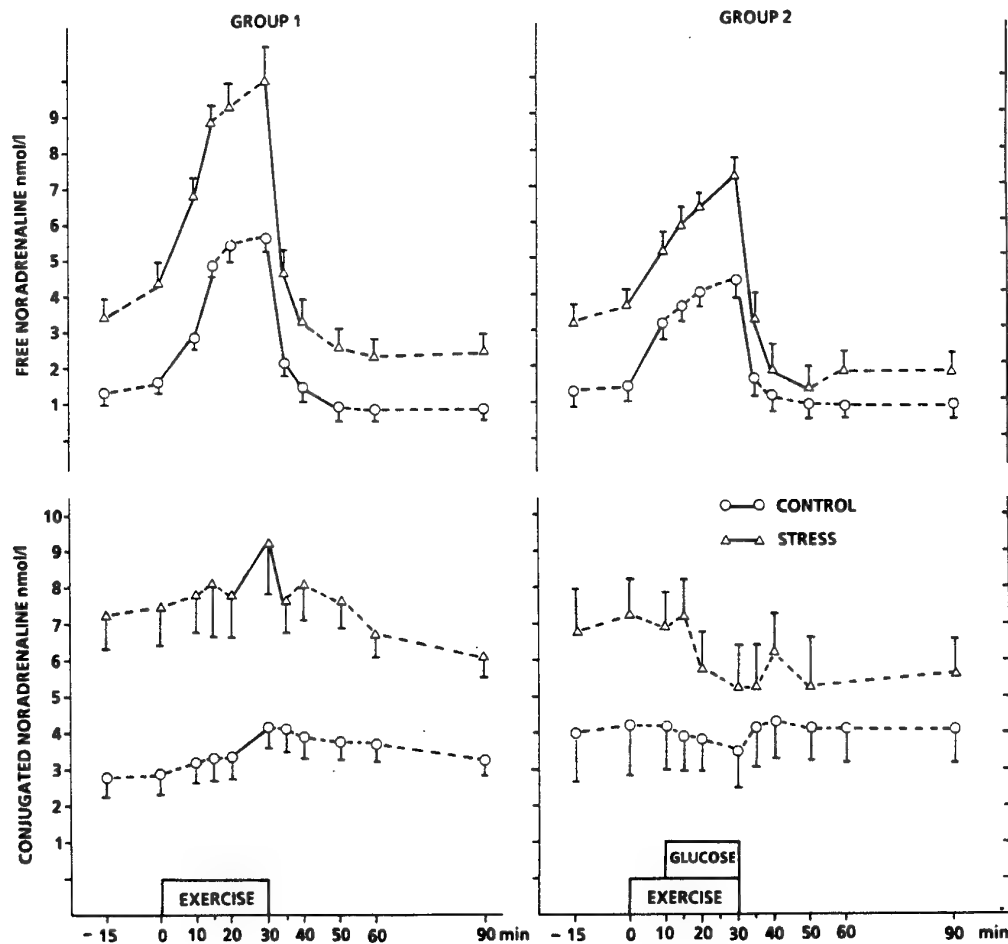 GROUP 1
GROUP 2
FREE NORADRENALINE nmol/l
9
8
7
6
5
4
3
2
1
CONJUGATED NORADRENALINE nmol/l
10
9
8
7
6
5
4
3
2
1
CONTROL
STRESS
EXERCISE
GLUCOSE
EXERCISE
- 15 0 10 20 30 40 50 60 90 min
- 15 0 10 20 30 40 50 60 90 min